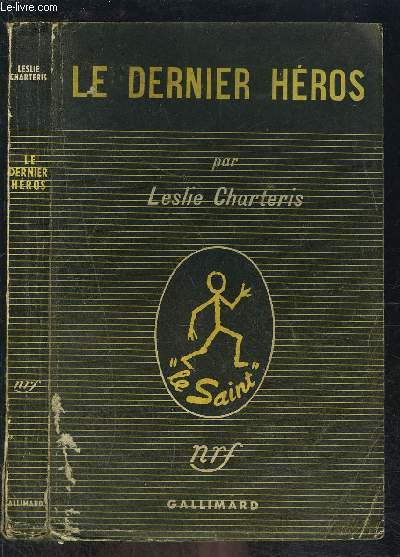 © Le-livre.fr
LESLIE
CHARTERIS
LE
DERNIER
HÉROS
nrf
GALLIMARD
LE DERNIER HÉROS
par
Leslie Charteris
"le Saint"
nrf
GALLIMARD